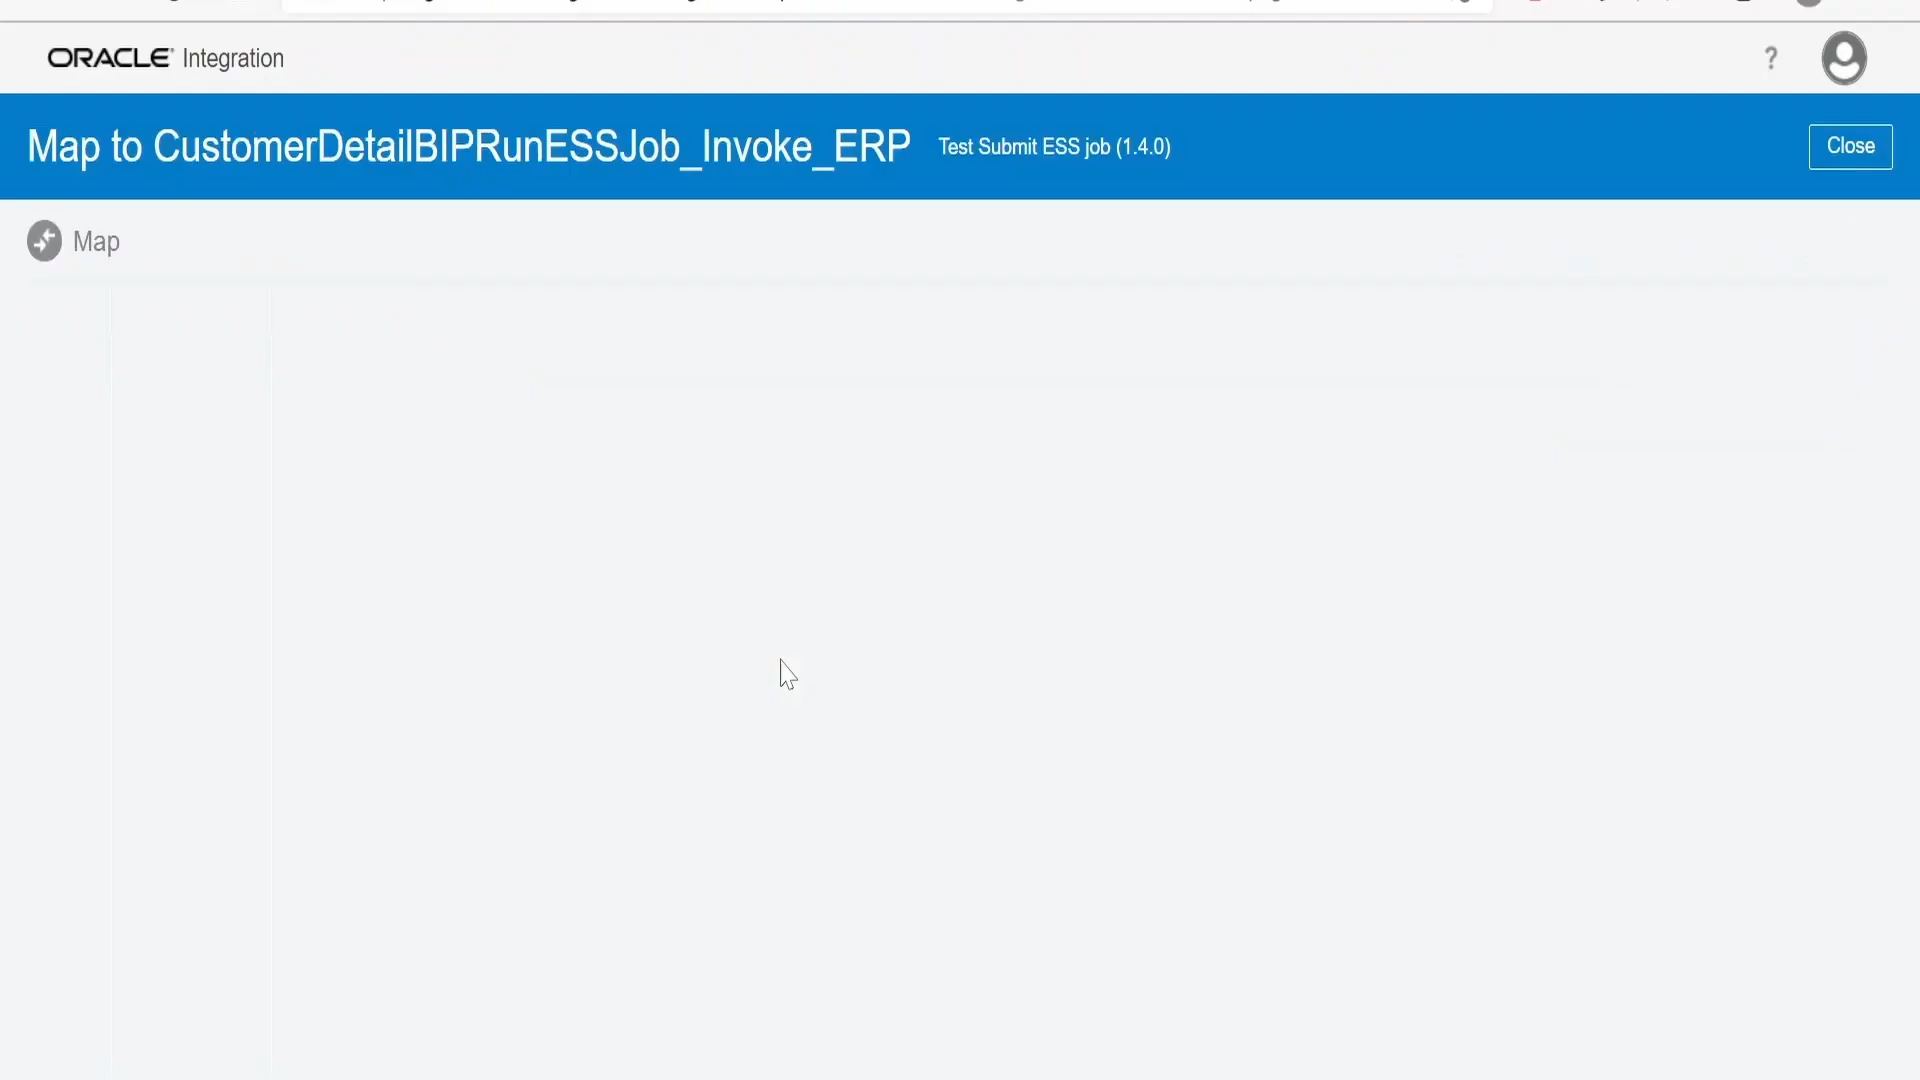 ORACLE Integration
?
Map to CustomerDetailBIPRunESSJob_Invoke_ERP Test Submit ESS job (1.4.0)
Close
Map